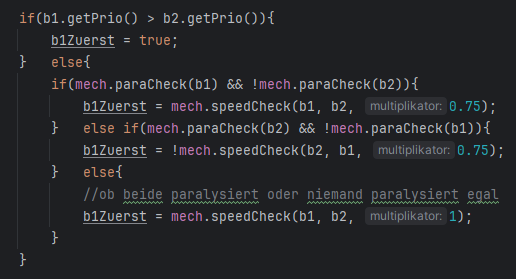 if(b1.getPrio() > b2.getPrio()){
b1Zuerst = true;
} else{
if(mech.paraCheck(b1) && !mech.paraCheck(b2)){
b1Zuerst = mech.speedCheck(b1, b2, multiplikator: 0.75);
} else if(mech.paraCheck(b2) && !mech.paraCheck(b1)){
b1Zuerst = !mech.speedCheck(b2, b1, multiplikator: 0.75);
} else{
//ob beide paralysiert oder niemand paralysiert egal
b1Zuerst = mech.speedCheck(b1, b2, multiplikator: 1);
}
}